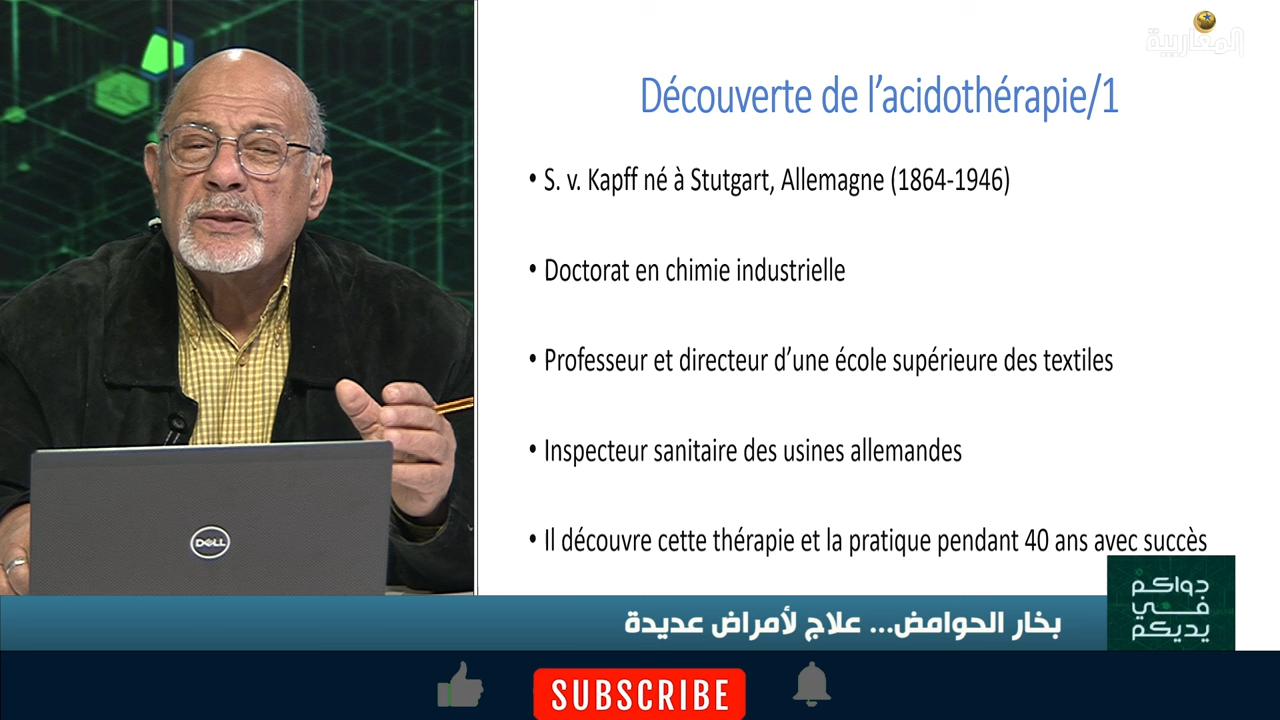 المغاربية
Découverte de l’acidothérapie/1
• S. v. Kapff né à Stutgart, Allemagne (1864-1946)
• Doctorat en chimie industrielle
• Professeur et directeur d’une école supérieure des textiles
• Inspecteur sanitaire des usines allemandes
• Il découvre cette thérapie et la pratique pendant 40 ans avec succès
DELL
دواكم
في
يديكم
بخار الحوامض... علاج لأمراض عديدة
SUBSCRIBE